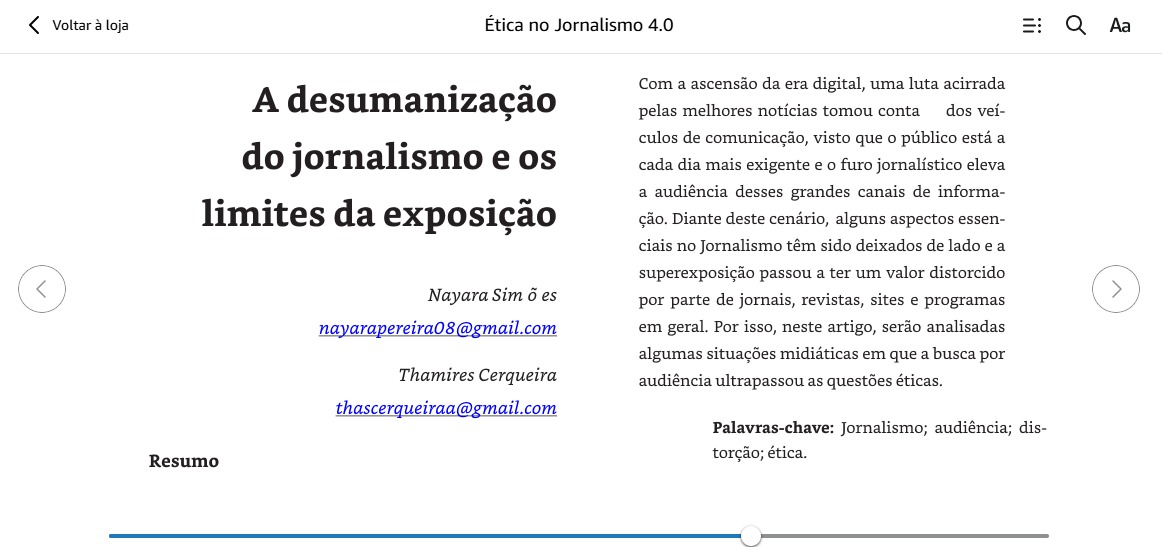 Voltar à loja
Ética no Jornalismo 4.0
Aa
A desumanização
do jornalismo e os
limites da exposição
Nayara Sim õ es
nayarapereira08@gmail.com
Thamires Cerqueira
thascerqueiraa@gmail.com
Resumo
Com a ascensão da era digital, uma luta acirrada
pelas melhores notícias tomou conta dos veí-
culos de comunicação, visto que o público está a
cada dia mais exigente e o furo jornalístico eleva
a audiência desses grandes canais de informa-
ção. Diante deste cenário, alguns aspectos essen-
ciais no Jornalismo têm sido deixados de lado e a
superexposição passou a ter um valor distorcido
por parte de jornais, revistas, sites e programas
em geral. Por isso, neste artigo, serão analisadas
algumas situações midiáticas em que a busca por
audiência ultrapassou as questões éticas.
Palavras-chave: Jornalismo; audiência; dis-
torção; ética.